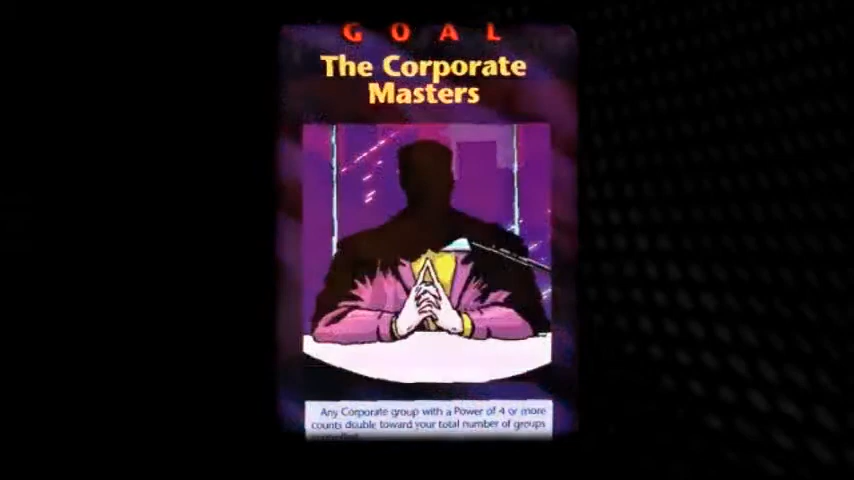 GOAL
The Corporate
Masters
Any Corporate group with a Power of 4 or more
counts double toward your total number of groups